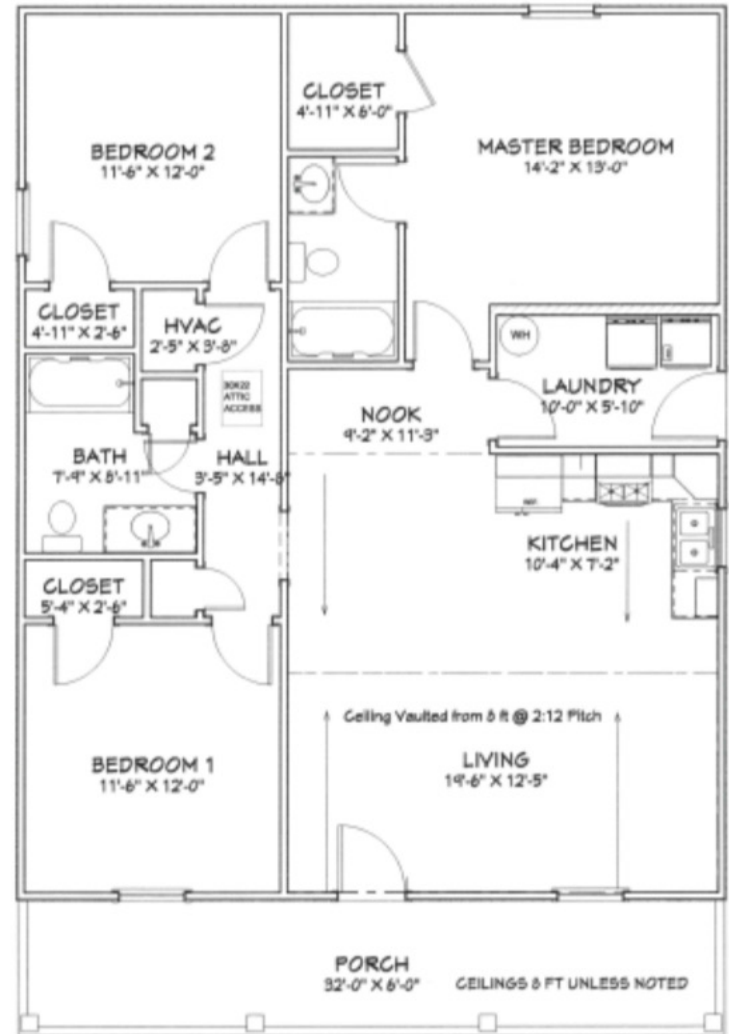 CLOSET
4'-11" X 6'-0"
BEDROOM 2
11'-6" X 12'-0"
MASTER BEDROOM
14'-2" X 13'-0"
CLOSET
4'-11" X 2'-6"
HVAC
2'-5" X 3'-8"
WH
LAUNDRY
10'-0" X 5'-10"
30X22
ATTIC
ACCESS
NOOK
9'-2" X 11'-3"
BATH
7'-9" X 8'-11"
HALL
3'-5" X 14'-8"
REF.
KITCHEN
10'-4" X 7'-2"
CLOSET
5'-4" X 2'-6"
Ceiling Vaulted from 8 ft @ 2:12 Pitch
BEDROOM 1
11'-6" X 12'-0"
LIVING
19'-6" X 12'-5"
PORCH
32'-0" X 6'-0"
CEILINGS 8 FT UNLESS NOTED